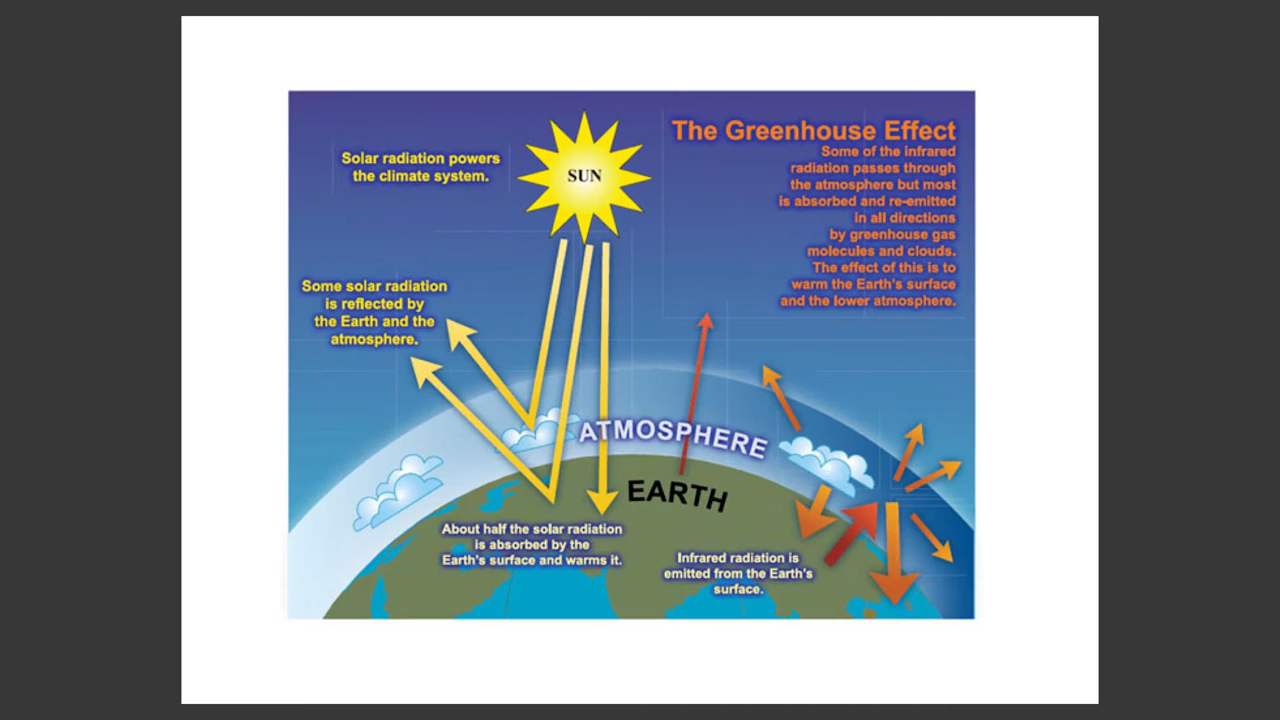 SUN
Solar radiation powers
the climate system.
The Greenhouse Effect
Some of the infrared
radiation passes through
the atmosphere but most
is absorbed and re-emitted
in all directions
by greenhouse gas
molecules and clouds.
The effect of this is to
warm the Earth's surface
and the lower atmosphere.
Some solar radiation
is reflected by
the Earth and the
atmosphere.
ATMOSPHERE
EARTH
About half the solar radiation
is absorbed by the
Earth's surface and warms it.
Infrared radiation is
emitted from the Earth's
surface.